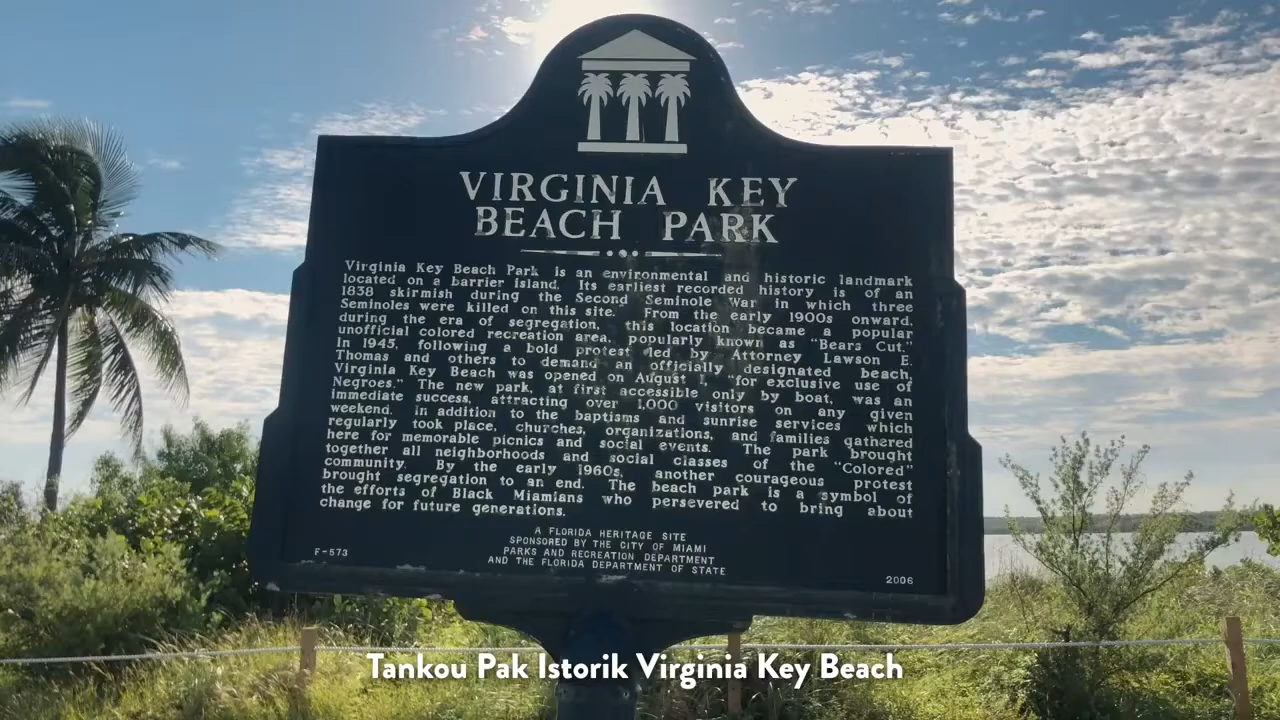 VIRGINIA KEY
BEACH PARK
Virginia Key Beach Park is an environmental and historic landmark
located on a barrier island. Its earliest recorded history is of an
1838 skirmish during the Second Seminole War in which three
Seminoles were killed on this site. From the early 1900s onward,
during the era of segregation, this location became a popular
unofficial colored recreation area, popularly known as "Bears Cut."
In 1945, following a bold protest led by Attorney Lawson E.
Thomas and others to demand an officially designated beach,
Virginia Key Beach was opened on August 1, "for exclusive use of
Negroes." The new park, at first accessible only by boat, was an
immediate success, attracting over 1,000 visitors on any given
weekend. In addition to the baptisms and sunrise services which
regularly took place, churches, organizations, and families gathered
here for memorable picnics and social events. The park brought
together all neighborhoods and social classes of the "Colored"
community. By the early 1960s, another courageous protest
brought segregation to an end. The beach park is a symbol of
the efforts of Black Miamians who persevered to bring about
change for future generations.
A FLORIDA HERITAGE SITE
SPONSORED BY THE CITY OF MIAMI
PARKS AND RECREATION DEPARTMENT
AND THE FLORIDA DEPARTMENT OF STATE
F-573
2006
Tankou Pak Istorik Virginia Key Beach